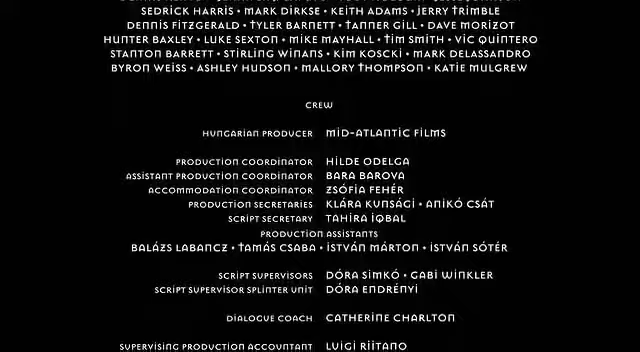 SEDRICK HARRIS • MARK DIRKSE • KEITH ADAMS • JERRY TRIMBLE
DENNIS FITZGERALD • TYLER BARNETT • TANNER GILL • DAVE MORIZOT
HUNTER BAXLEY • LUKE SEXTON • MIKE MAYHALL • TIM SMITH • VIC QUINTERO
STANTON BARRETT • STIRLING WINANS • KIM KOSCKI • MARK DELASSANDRO
BYRON WEISS • ASHLEY HUDSON • MALLORY THOMPSON • KATIE MULGREW
CREW
HUNGARIAN PRODUCER MID-ATLANTIC FILMS
PRODUCTION COORDINATOR HILDE ODELGA
ASSISTANT PRODUCTION COORDINATOR BARA BAROVA
ACCOMMODATION COORDINATOR ZSÓFIA FEHÉR
PRODUCTION SECRETARIES KLÁRA KUNSÁGI • ANIKÓ CSÁT
SCRIPT SECRETARY TAHIRA IQBAL
PRODUCTION ASSISTANTS
BALÁZS LABANCZ • TAMÁS CSABA • ISTVÁN MÁRTON • ISTVÁN SÓTÉR
SCRIPT SUPERVISORS DÓRA SIMKÓ • GABI WINKLER
SCRIPT SUPERVISOR SPLINTER UNIT DÓRA ENDRÉNYI
DIALOGUE COACH CATHERINE CHARLTON
SUPERVISING PRODUCTION ACCOUNTANT LUIGI RIITANO